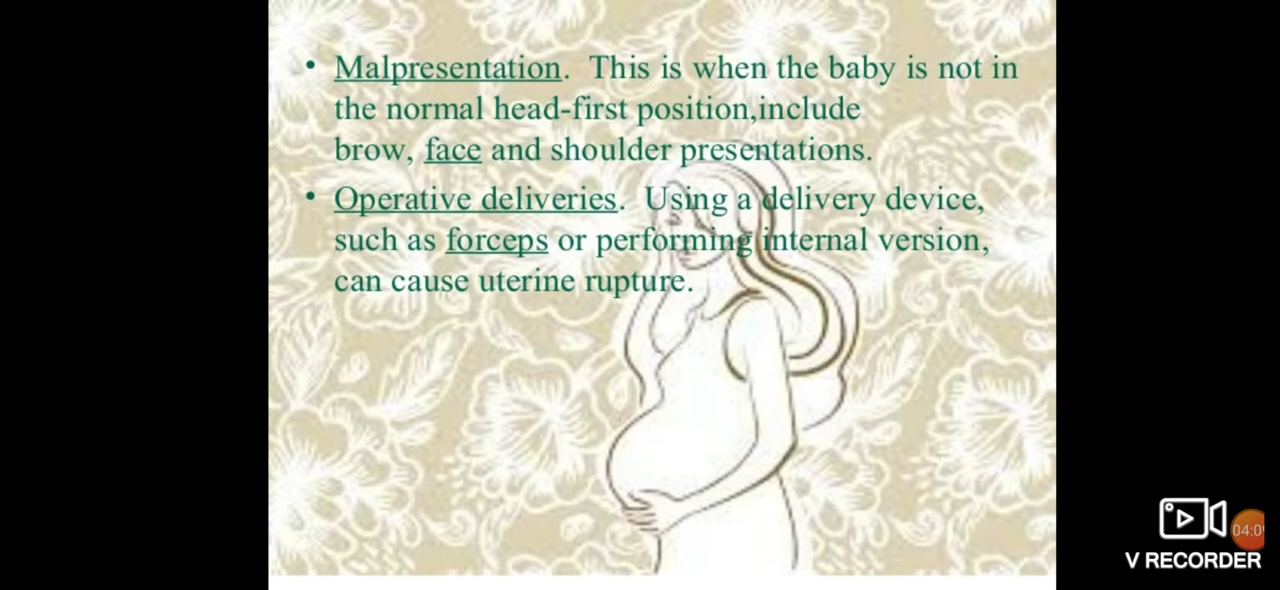 • Malpresentation.  This is when the baby is not in
the normal head-first position,include
brow, face and shoulder presentations.
• Operative deliveries.  Using a delivery device,
such as forceps or performing internal version,
can cause uterine rupture.
V RECORDER